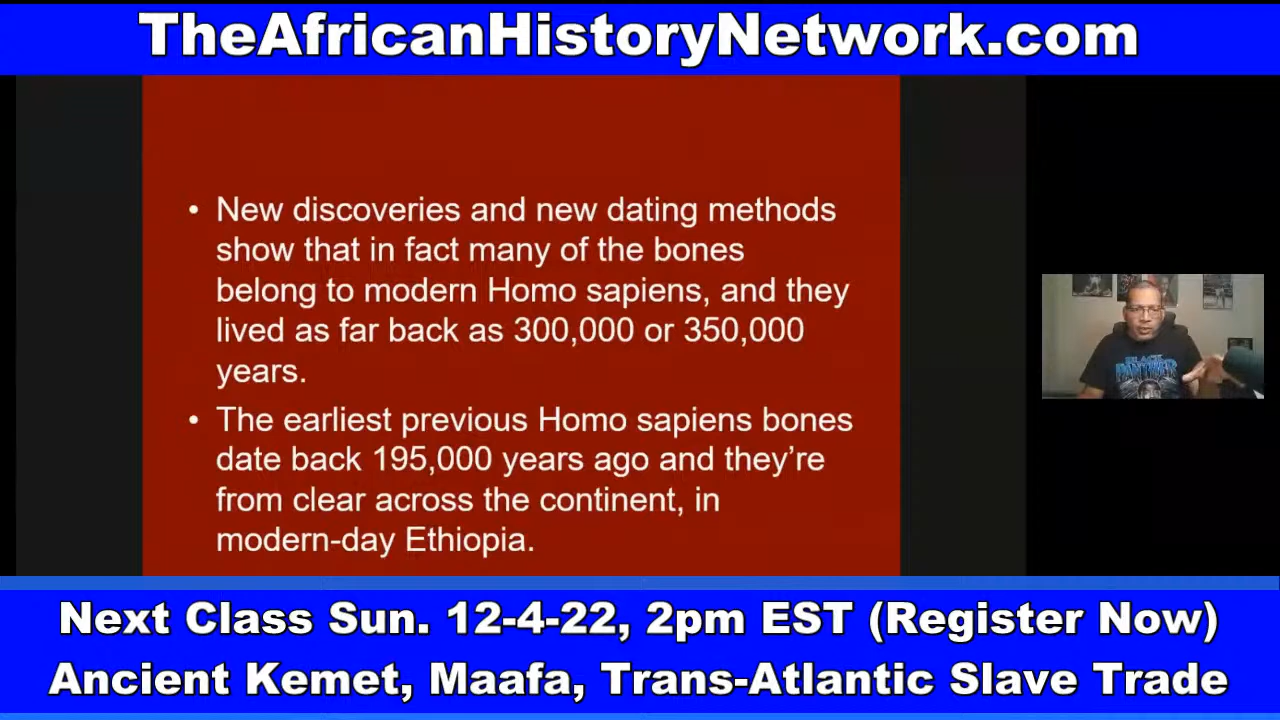 TheAfricanHistoryNetwork.com
• New discoveries and new dating methods
show that in fact many of the bones
belong to modern Homo sapiens, and they
lived as far back as 300,000 or 350,000
years.
• The earliest previous Homo sapiens bones
date back 195,000 years ago and they’re
from clear across the continent, in
modern-day Ethiopia.
BLACK
PANTHER
Next Class Sun. 12-4-22, 2pm EST (Register Now)
Ancient Kemet, Maafa, Trans-Atlantic Slave Trade